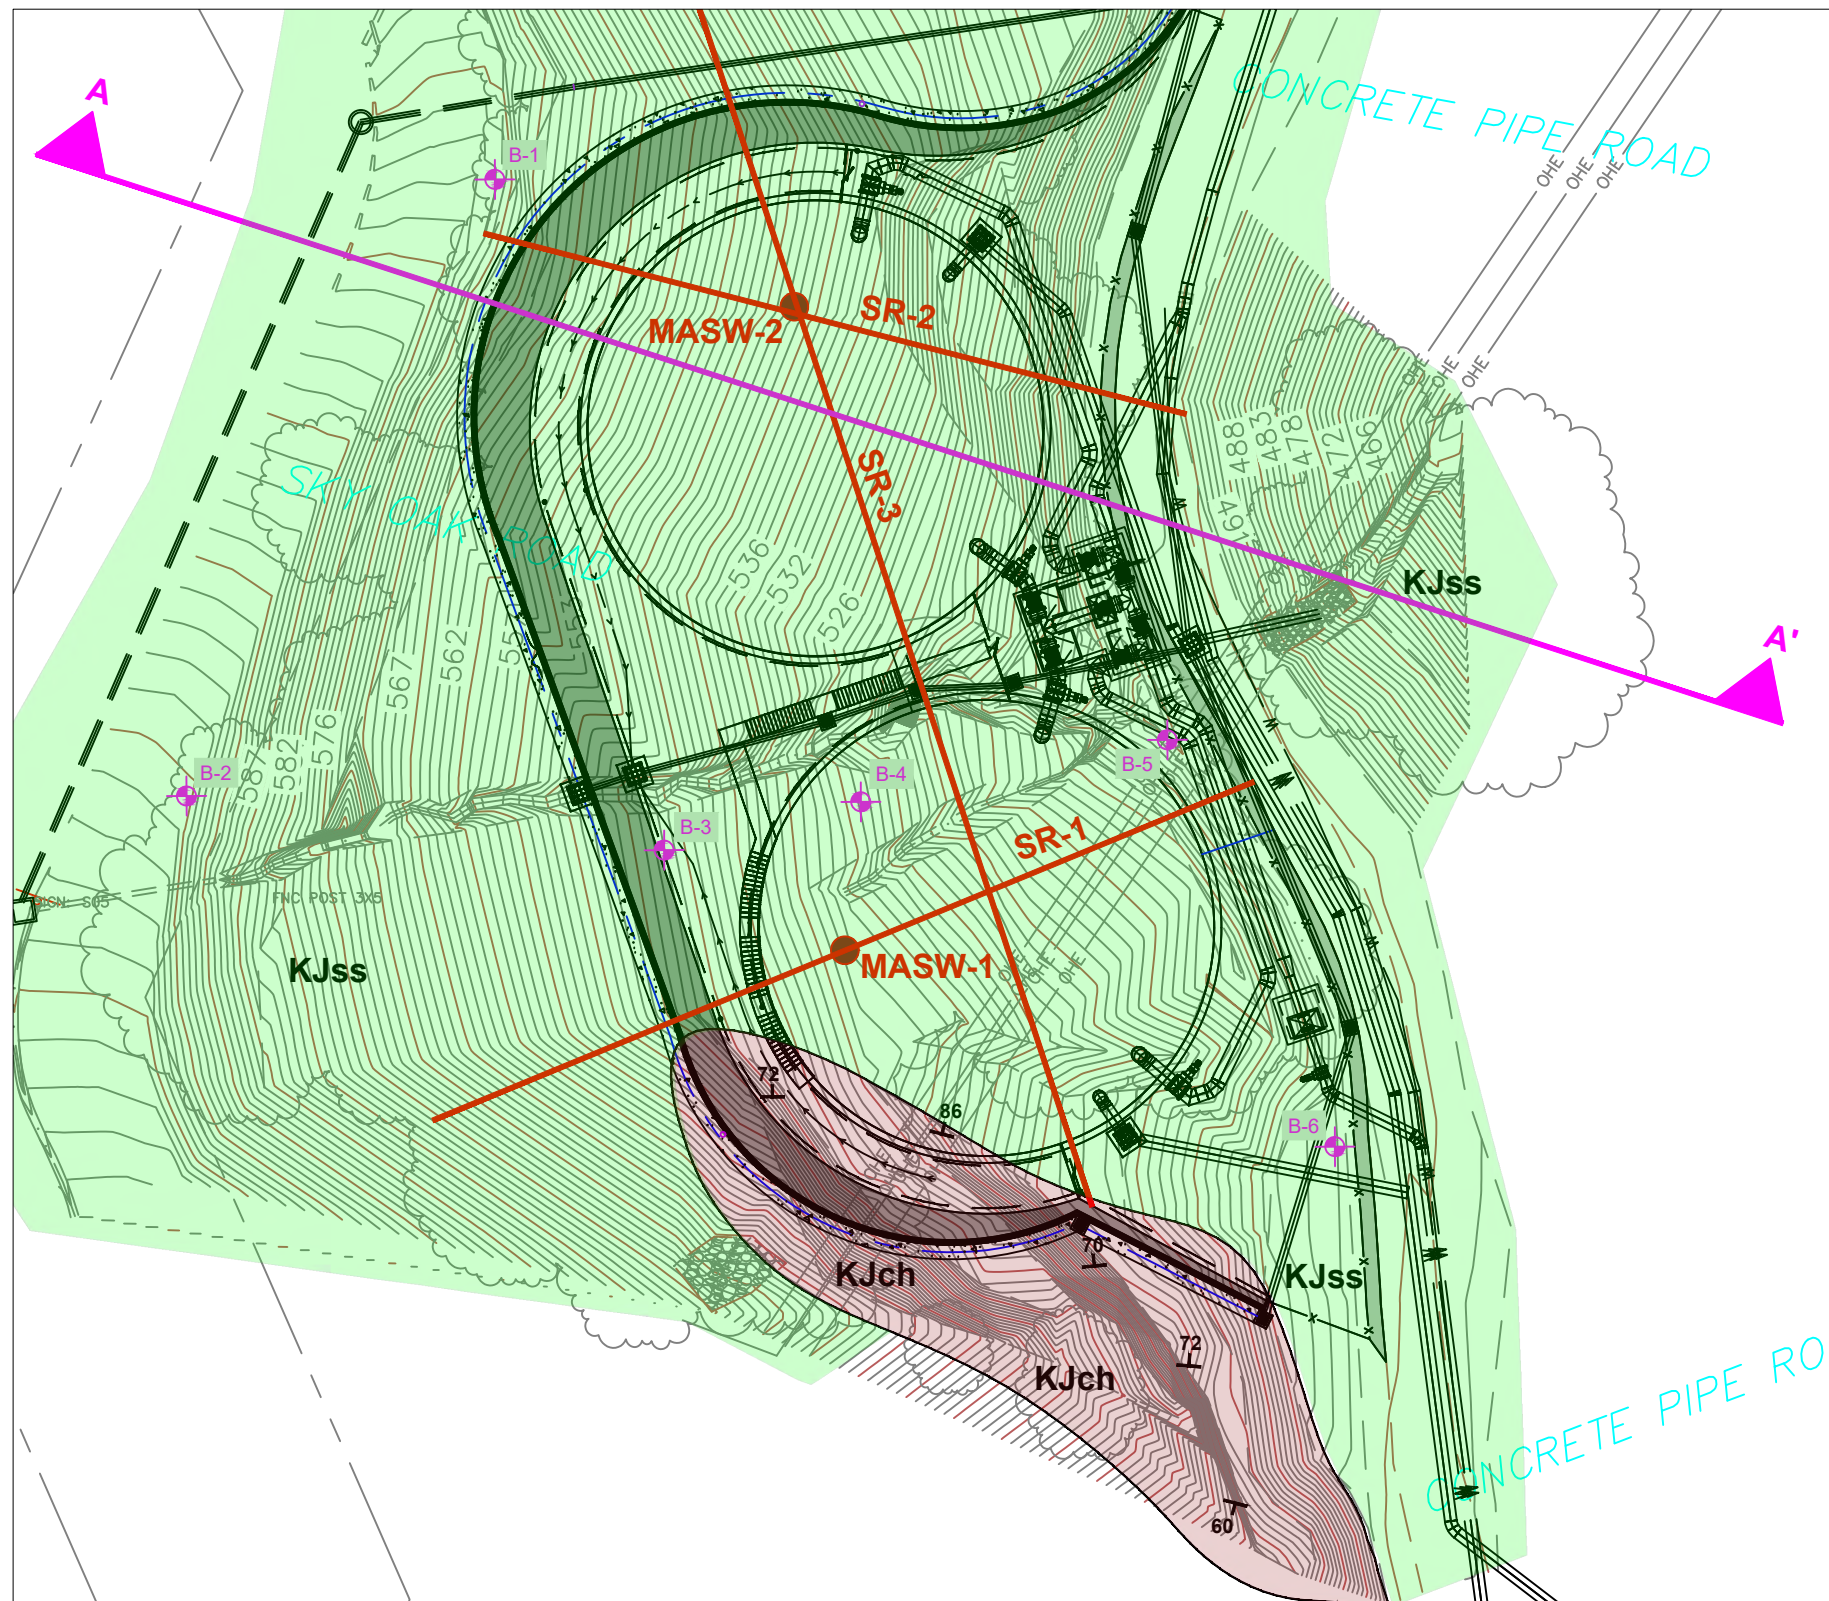 A
B-1
CONCRETE PIPE ROAD
OHE
OHE
OHE
SR-2
MASW-2
OHE
OHE
OHE
488
483
478
472
466
494
SR-3
SKY OAK ROAD
536
532
526
KJss
A'
562
567
576
582
587
B-2
B-3
B-4
B-5
SR-1
FNC POST 3X5
KJss
MASW-1
OHE
OHE
72
86
B-6
70
KJch
KJss
72
KJch
60
CONCRETE PIPE RO